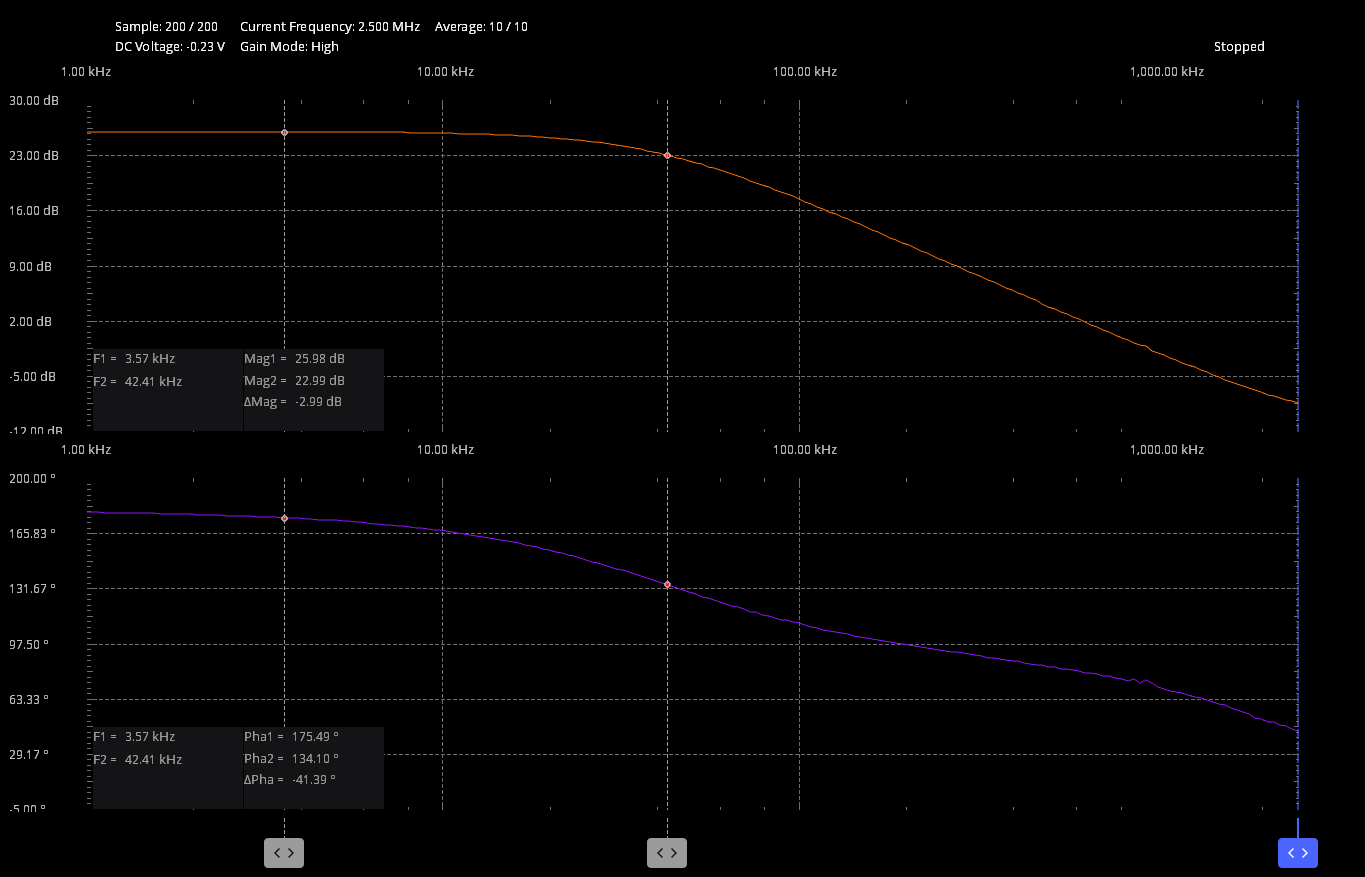 Sample: 200 / 200 Current Frequency: 2.500 MHz Average: 10 / 10
DC Voltage: -0.23 V Gain Mode: High Stopped
1.00 kHz 10.00 kHz 100.00 kHz 1,000.00 kHz
30.00 dB
23.00 dB
16.00 dB
9.00 dB
2.00 dB
F1 = 3.57 kHz Mag1 = 25.98 dB
-5.00 dB
F2 = 42.41 kHz Mag2 = 22.99 dB
ΔMag = -2.99 dB
-12.00 dB
1.00 kHz 10.00 kHz 100.00 kHz 1,000.00 kHz
200.00 °
165.83 °
131.67 °
97.50 °
63.33 °
F1 = 3.57 kHz Pha1 = 175.49 °
29.17 °
F2 = 42.41 kHz Pha2 = 134.10 °
ΔPha = -41.39 °
-5.00 °